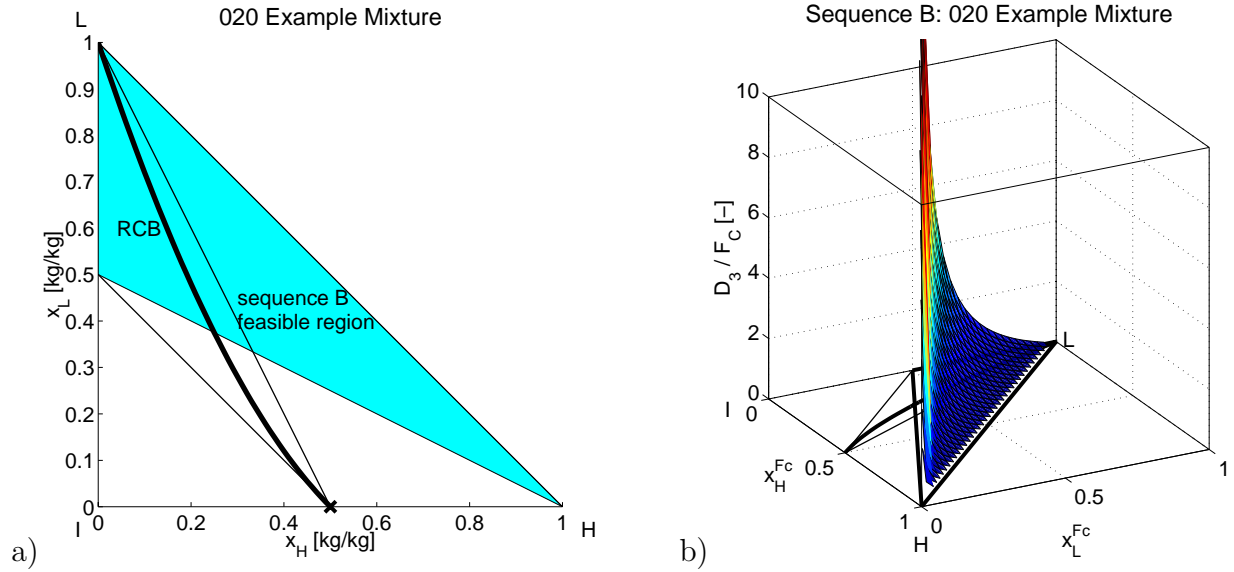 020 Example Mixture
L
1
0.9
0.8
0.7
0.6
0.5
0.4
0.3
0.2
0.1
0
x_L [kg/kg]
RCB
sequence B
feasible region
I
0
0.2
0.4
0.6
0.8
1
H
x_H [kg/kg]
a)
Sequence B: 020 Example Mixture
10
8
6
4
2
0
D_3 / F_C [−]
I
0
0.5
1
x_H^Fc
H
0
0.5
1
x_L^Fc
L
b)